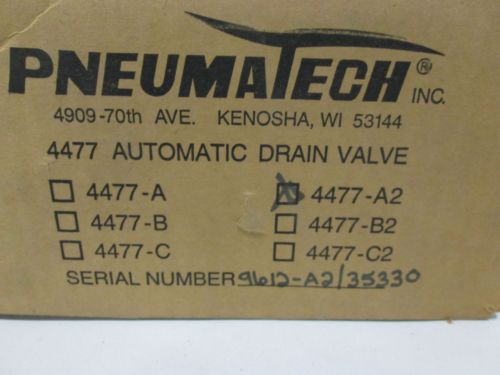 PNEUMATECH® INC.
4909-70th AVE. KENOSHA, WI 53144
4477 AUTOMATIC DRAIN VALVE
☐ 4477-A ☒ 4477-A2
☐ 4477-B ☐ 4477-B2
☐ 4477-C ☐ 4477-C2
SERIAL NUMBER 9612-A2/35330